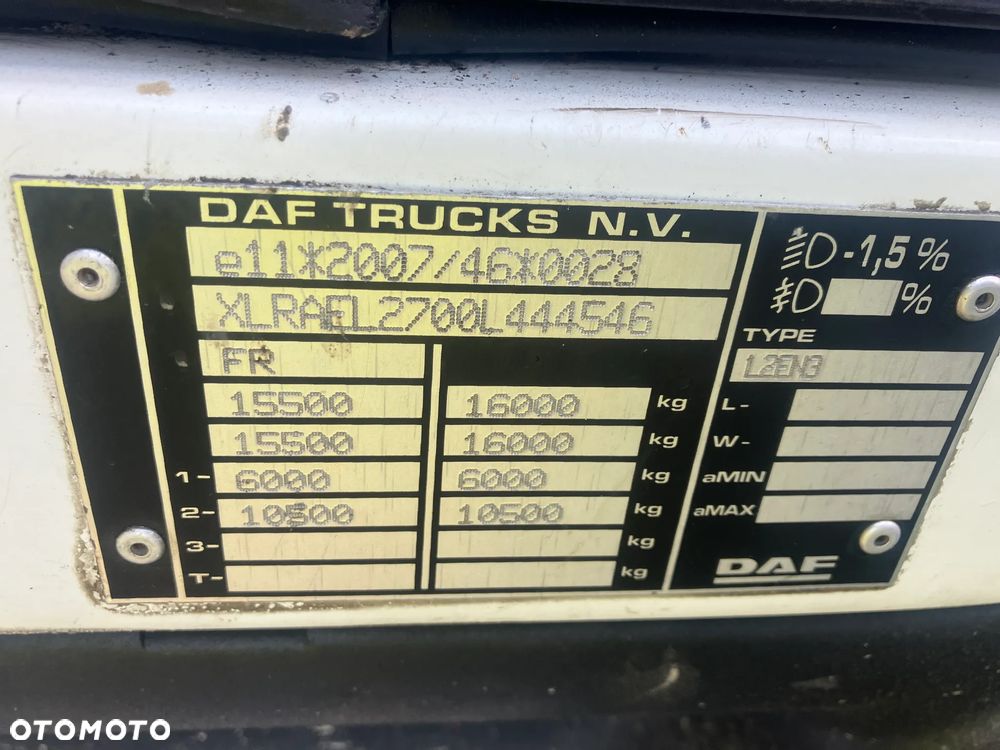 DAF TRUCKS N.V.
e11*2007/46*0028
XLRAEL2700L444546
FR
15500 16000 kg
15500 16000 kg
1- 6000 6000 kg
2- 10500 10500 kg
3- kg
T- kg
D -1,5%
D %
TYPE
L2EN3
L-
W-
aMIN
aMAX
DAF
OTOMOTO